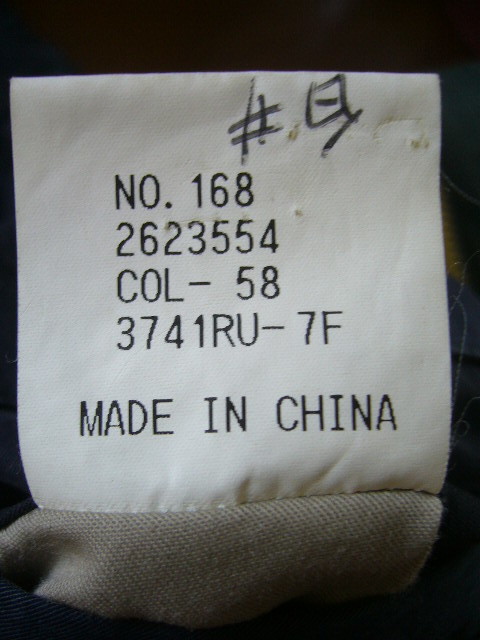 NO. 168
2623554
COL- 58
3741RU-7F
MADE IN CHINA